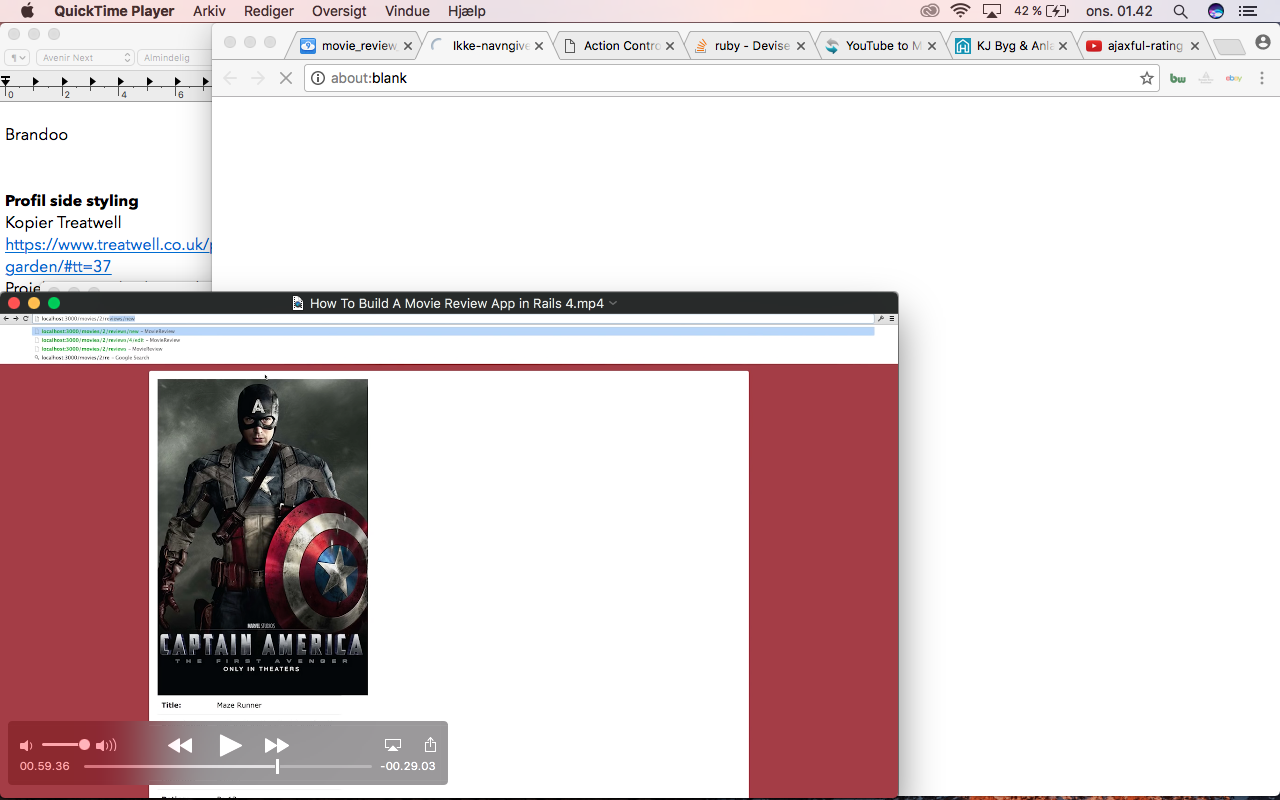 QuickTime Player Arkiv Rediger Oversigt Vindue Hjælp 42 % ons. 01.42
movie_review_ Ikke-navngive Action Contro ruby - Devise YouTube to M KJ Byg & Anla ajaxful-rating
¶ Avenir Next Almindelig
about:blank bw ebay
0 2 4 6
Brandoo
Profil side styling
Kopier Treatwell
https://www.treatwell.co.uk/p
garden/#tt=37
Proje
How To Build A Movie Review App in Rails 4.mp4
localhost:3000/movies/2/reviews/new
localhost:3000/movies/2/reviews/new - MovieReview
localhost:3000/movies/2/reviews/4/edit - MovieReview
localhost:3000/movies/2/reviews - MovieReview
localhost:3000/movies/2/re - Google Search
A
MARVEL STUDIOS
CAPTAIN AMERICA
THE FIRST AVENGER
ONLY IN THEATERS
Title: Maze Runner
00.59.36 -00.29.03